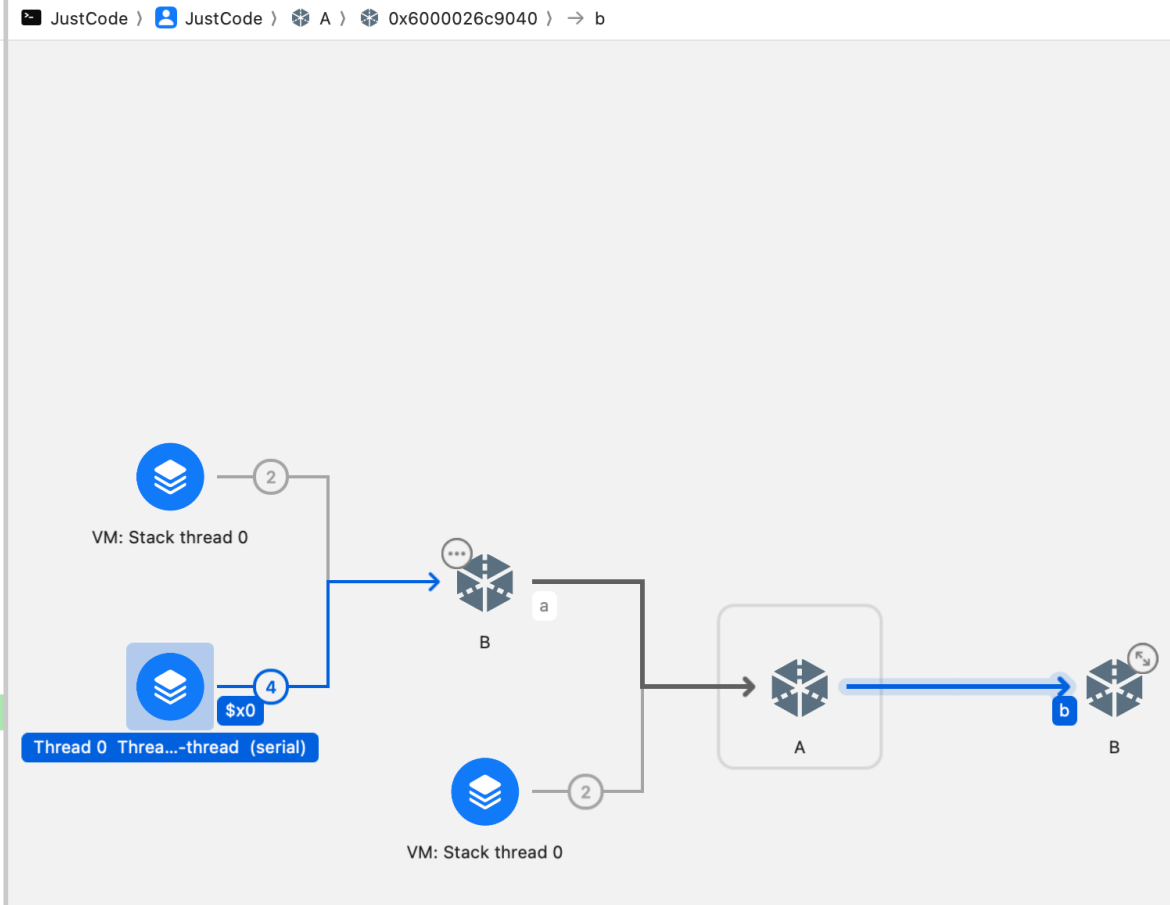 JustCode ⟩ JustCode ⟩ A ⟩ 0x6000026c9040 ⟩ → b
2
VM: Stack thread 0
B
a
4
$x0
Thread 0 Threa...-thread (serial)
A
b
B
2
VM: Stack thread 0